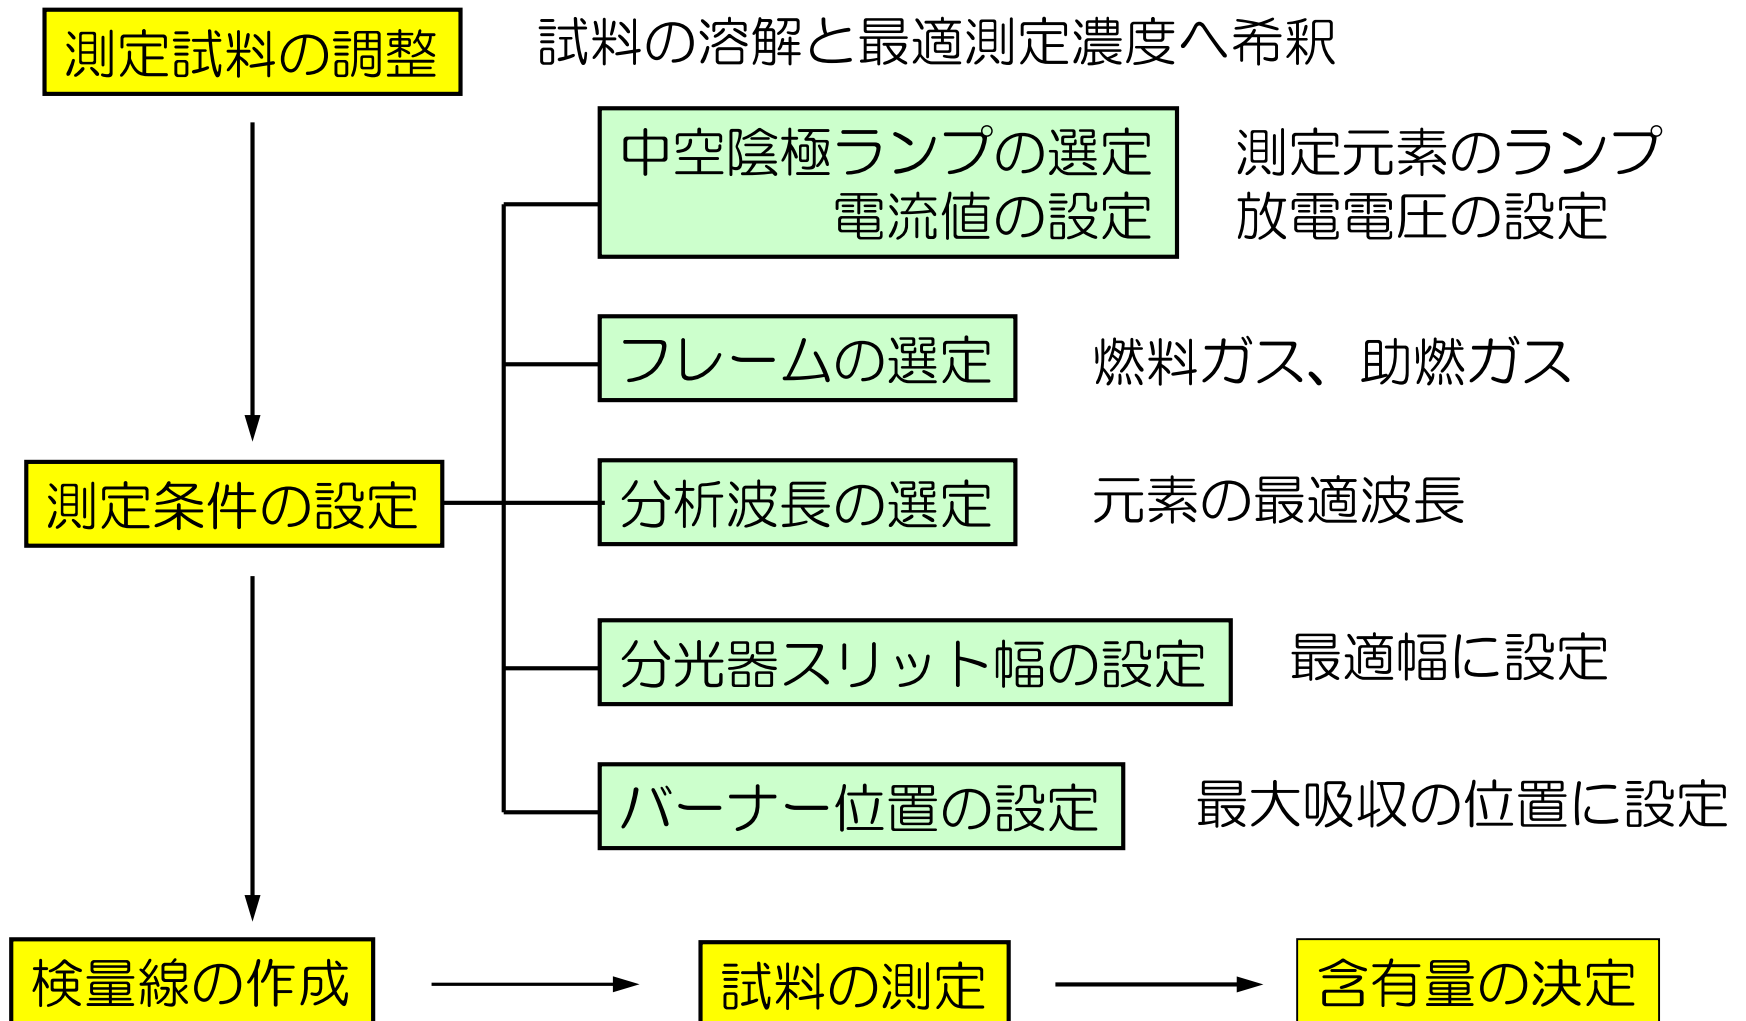 測定試料の調整
試料の溶解と最適測定濃度へ希釈
中空陰極ランプの選定
電流値の設定
測定元素のランプ
放電電圧の設定
フレームの選定
燃料ガス、助燃ガス
測定条件の設定
分析波長の選定
元素の最適波長
分光器スリット幅の設定
最適幅に設定
バーナー位置の設定
最大吸収の位置に設定
検量線の作成
試料の測定
含有量の決定